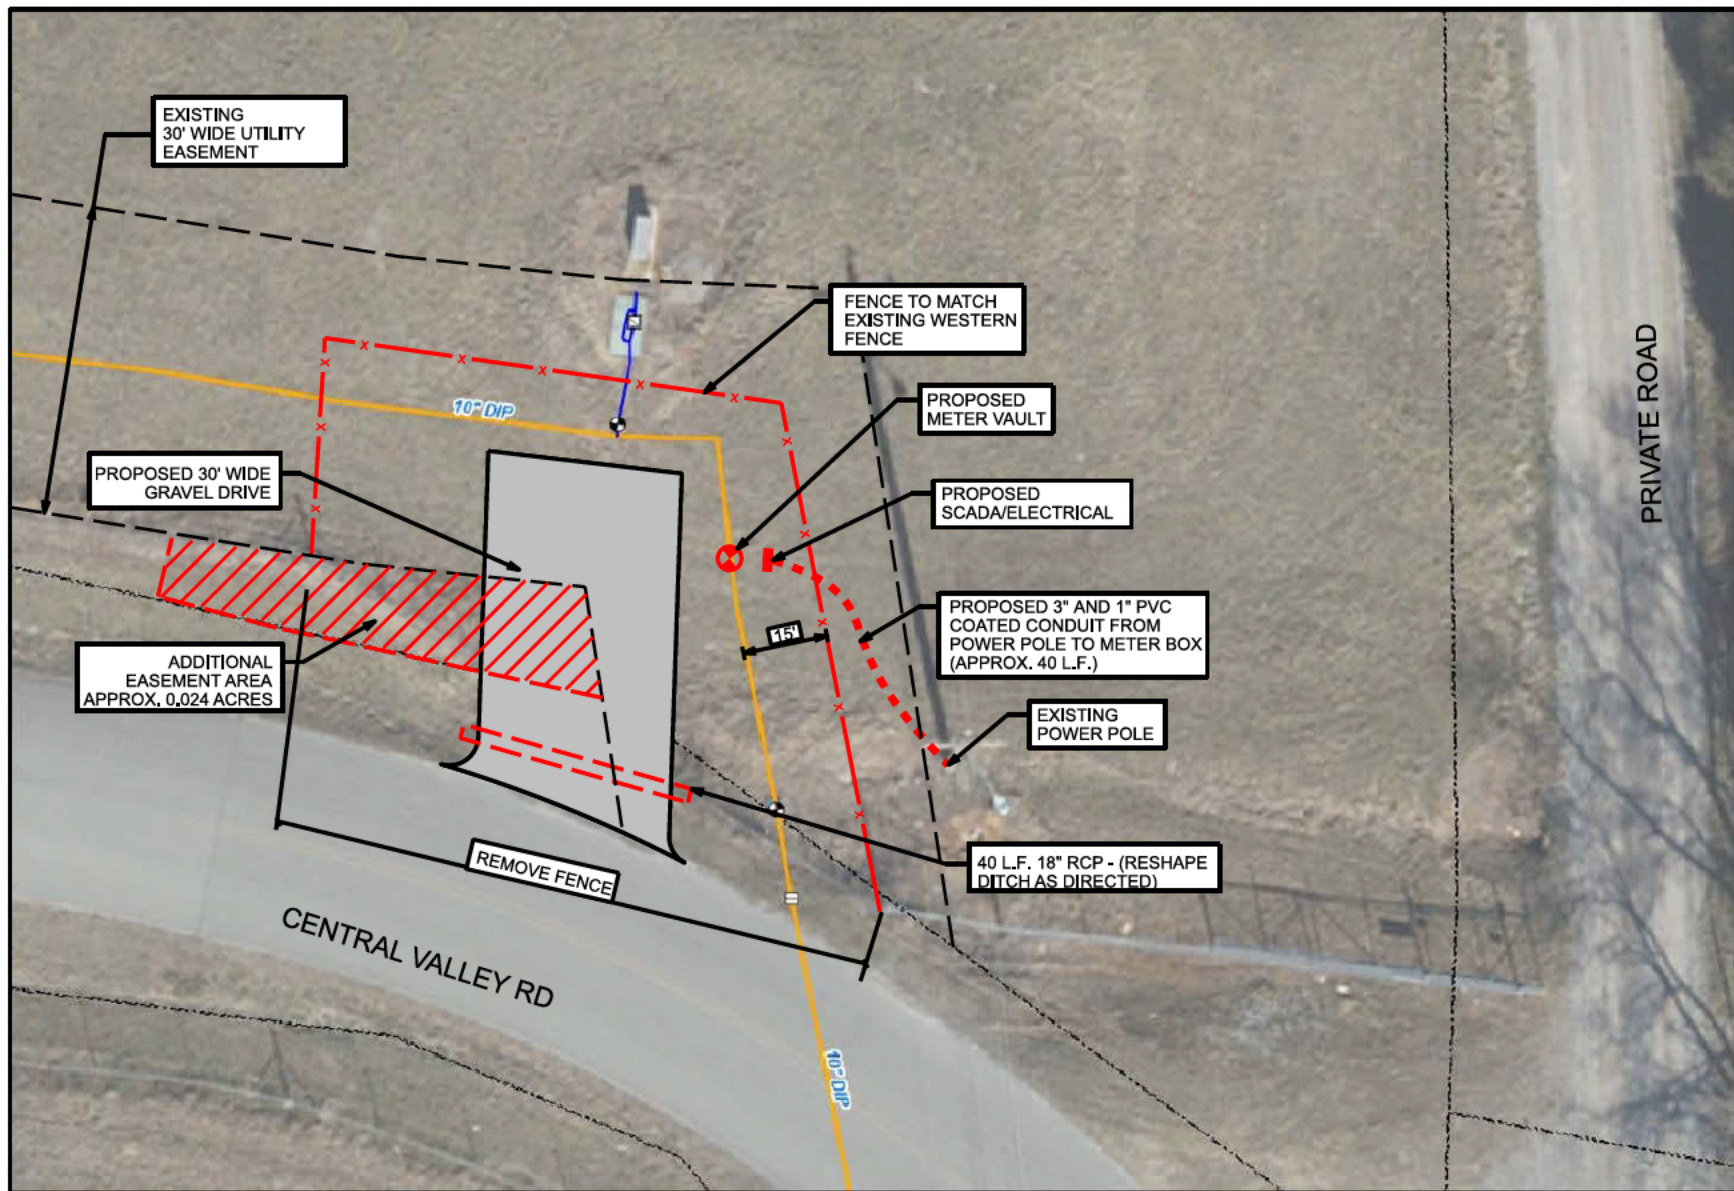 EXISTING
30' WIDE UTILITY
EASEMENT
FENCE TO MATCH
EXISTING WESTERN
FENCE
PROPOSED
METER VAULT
10" DIP
PROPOSED 30' WIDE
GRAVEL DRIVE
PROPOSED
SCADA/ELECTRICAL
PRIVATE ROAD
PROPOSED 3" AND 1" PVC
COATED CONDUIT FROM
POWER POLE TO METER BOX
(APPROX. 40 L.F.)
15'
ADDITIONAL
EASEMENT AREA
APPROX. 0.024 ACRES
EXISTING
POWER POLE
40 L.F. 18" RCP - (RESHAPE
DITCH AS DIRECTED)
REMOVE FENCE
CENTRAL VALLEY RD
10" DIP